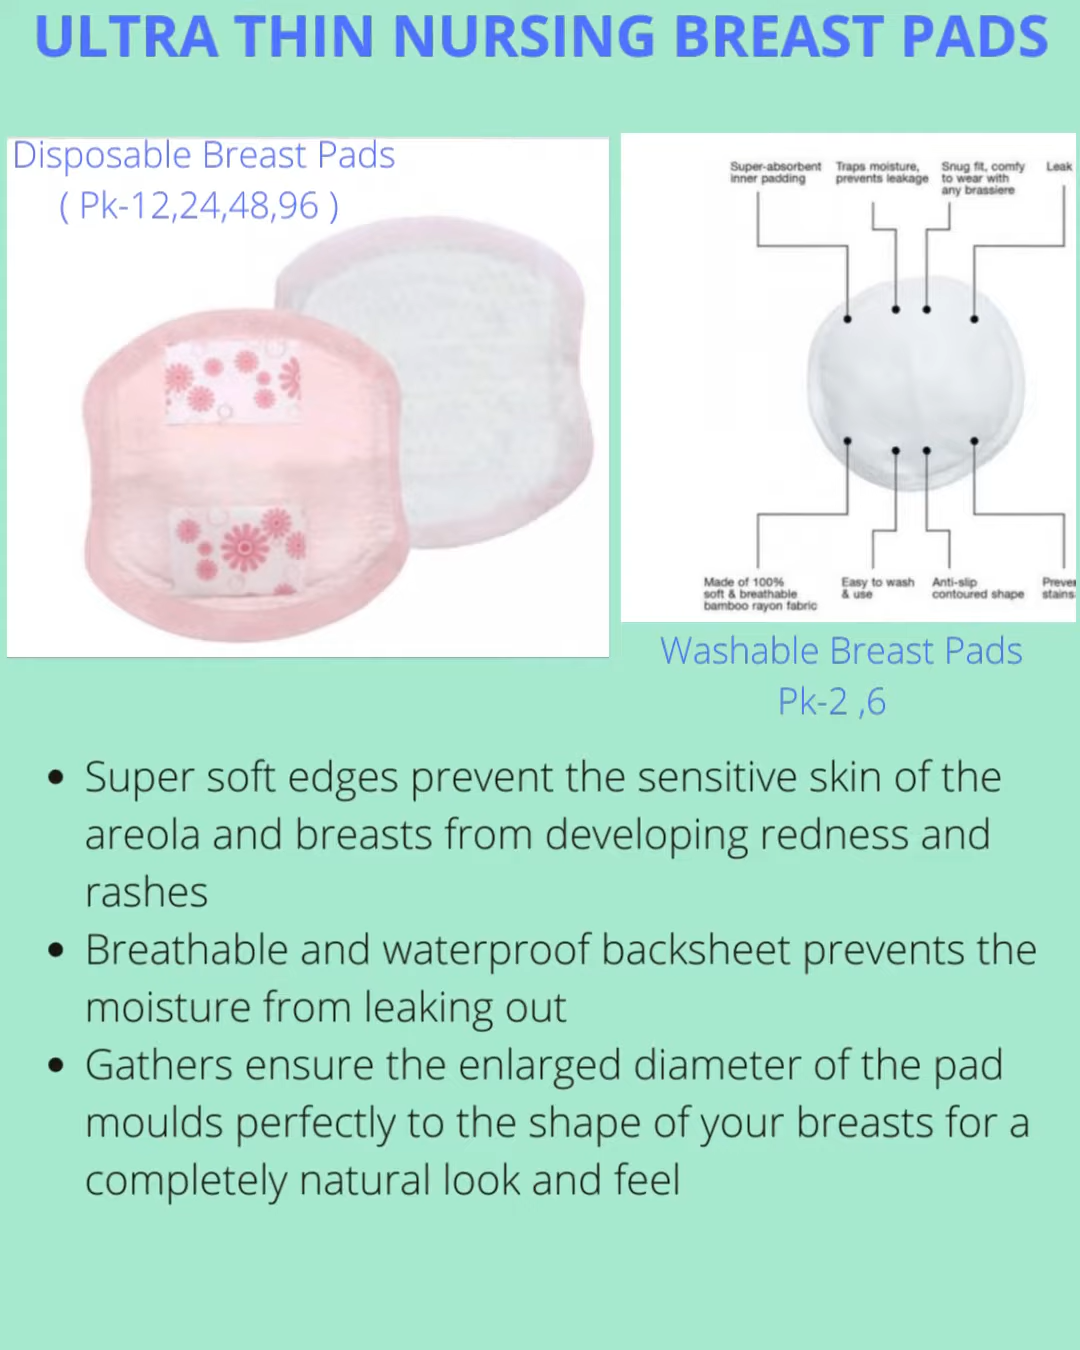 ULTRA THIN NURSING BREAST PADS
Disposable Breast Pads
( Pk-12,24,48,96 )
Super-absorbent
inner padding
Traps moisture,
prevents leakage
Snug fit, comfy
to wear with
any brassiere
Leak
Made of 100%
soft & breathable
bamboo rayon fabric
Easy to wash
& use
Anti-slip
contoured shape
stains
Washable Breast Pads
Pk-2 ,6
• Super soft edges prevent the sensitive skin of the
areola and breasts from developing redness and
rashes
• Breathable and waterproof backsheet prevents the
moisture from leaking out
• Gathers ensure the enlarged diameter of the pad
moulds perfectly to the shape of your breasts for a
completely natural look and feel